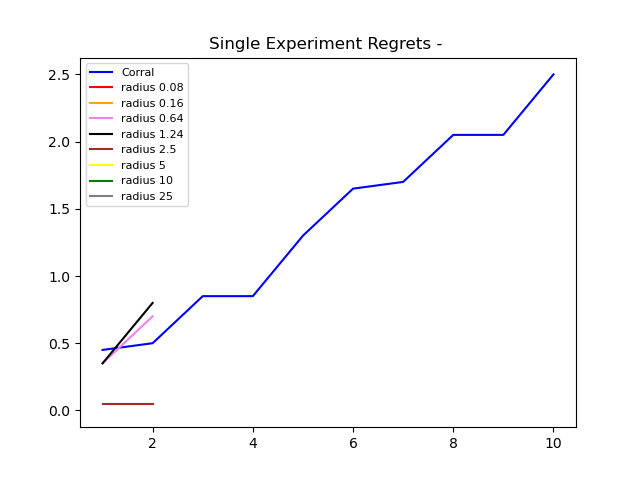 Single Experiment Regrets -
Corral
radius 0.08
radius 0.16
radius 0.64
radius 1.24
radius 2.5
radius 5
radius 10
radius 25
2.5
2.0
1.5
1.0
0.5
0.0
2 4 6 8 10